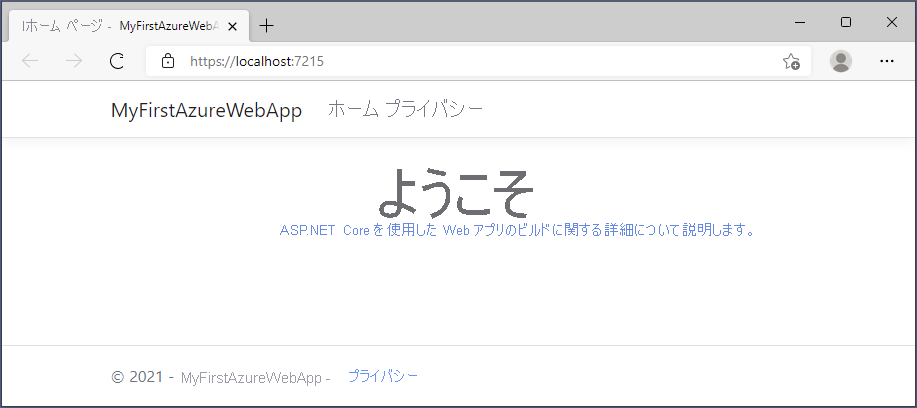 ホーム ページ - MyFirstAzureWebA
https://localhost:7215
MyFirstAzureWebApp ホーム プライバシー
ようこそ
ASP.NET Core を使用した Web アプリのビルドに関する詳細について説明します。
© 2021 - MyFirstAzureWebApp - プライバシー